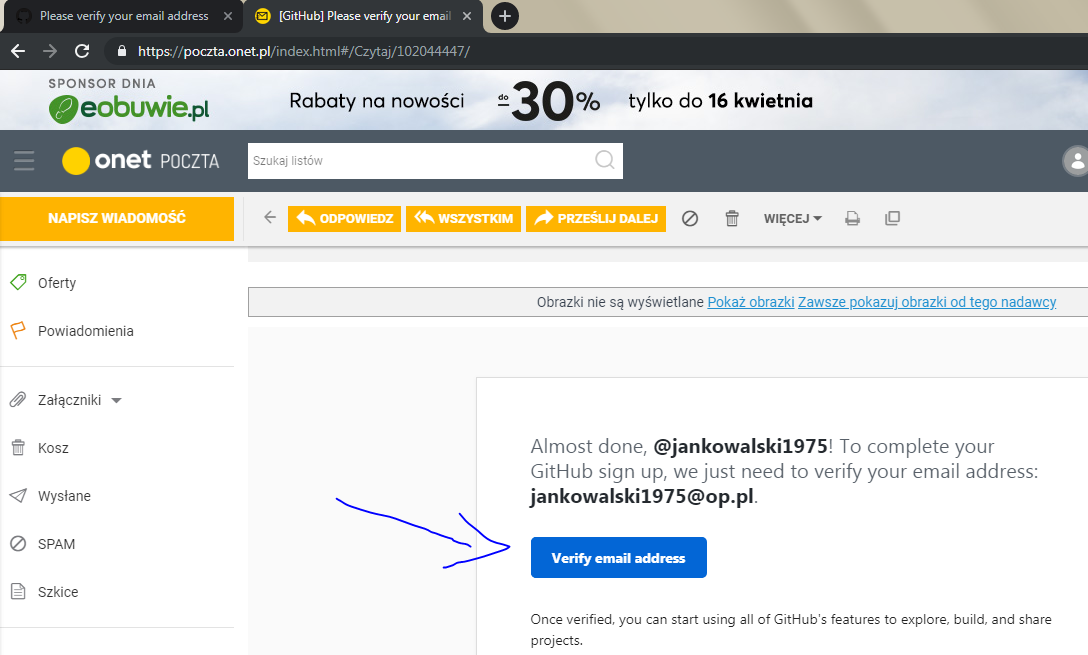 Please verify your email address
[GitHub] Please verify your email
https://poczta.onet.pl/index.html#/Czytaj/102044447/
SPONSOR DNIA
eobuwie.pl
Rabaty na nowości do -30% tylko do 16 kwietnia
onet POCZTA
Szukaj listów
NAPISZ WIADOMOŚĆ
ODPOWIEDZ
WSZYSTKIM
PRZEŚLIJ DALEJ
WIĘCEJ
Oferty
Powiadomienia
Załączniki
Kosz
Wysłane
SPAM
Szkice
Obrazki nie są wyświetlane Pokaż obrazki Zawsze pokazuj obrazki od tego nadawcy
Almost done, @jankowalski1975! To complete your
GitHub sign up, we just need to verify your email address:
jankowalski1975@op.pl.
Verify email address
Once verified, you can start using all of GitHub's features to explore, build, and share
projects.